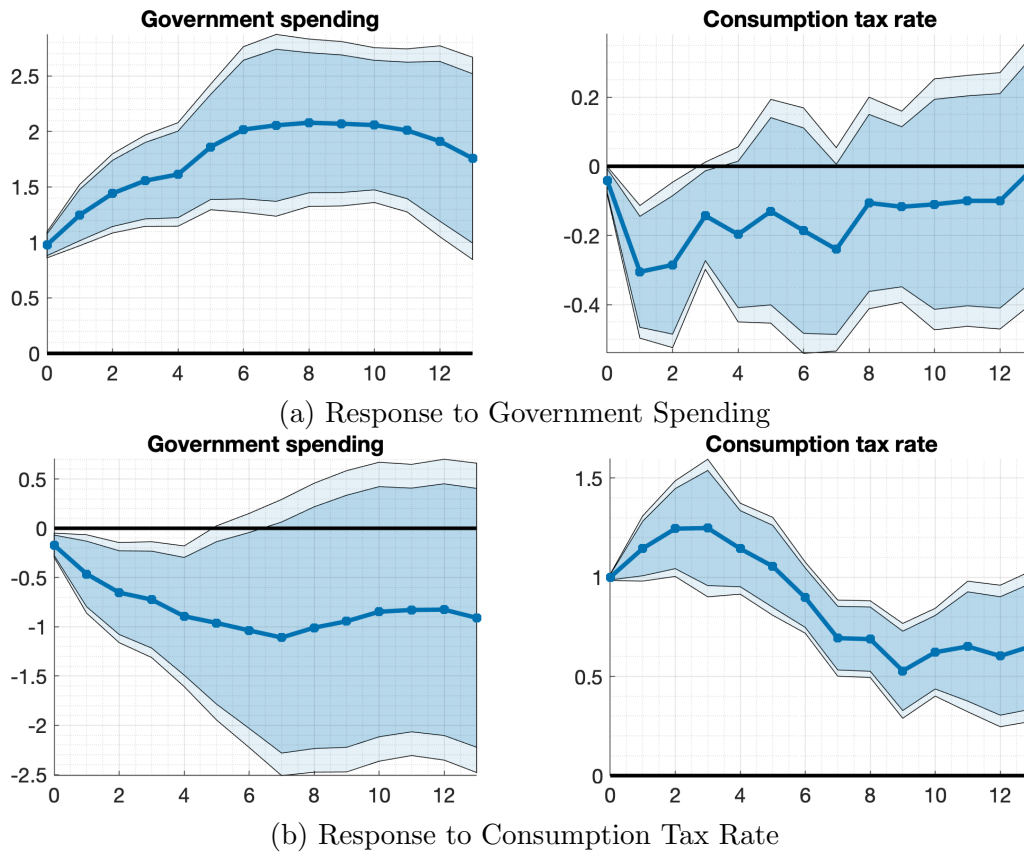 Government spending
Consumption tax rate
2.5
2
1.5
1
0.5
0
0 2 4 6 8 10 12
0.2
0
-0.2
-0.4
0 2 4 6 8 10 12
(a) Response to Government Spending
Government spending
Consumption tax rate
0.5
0
-0.5
-1
-1.5
-2
-2.5
0 2 4 6 8 10 12
1.5
1
0.5
0
0 2 4 6 8 10 12
(b) Response to Consumption Tax Rate